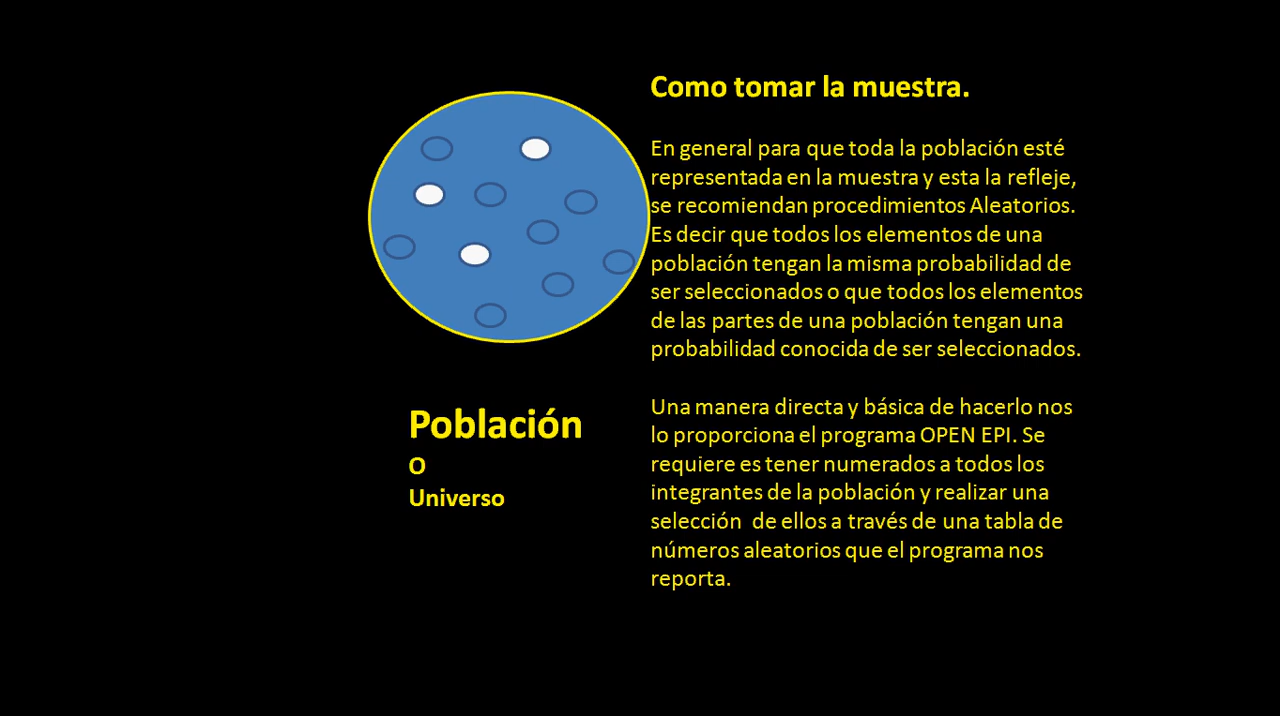 Como tomar la muestra.
En general para que toda la población esté
representada en la muestra y esta la refleje,
se recomiendan procedimientos Aleatorios.
Es decir que todos los elementos de una
población tengan la misma probabilidad de
ser seleccionados o que todos los elementos
de las partes de una población tengan una
probabilidad conocida de ser seleccionados.
Una manera directa y básica de hacerlo nos
lo proporciona el programa OPEN EPI. Se
requiere es tener numerados a todos los
integrantes de la población y realizar una
selección de ellos a través de una tabla de
números aleatorios que el programa nos
reporta.
Población
O
Universo